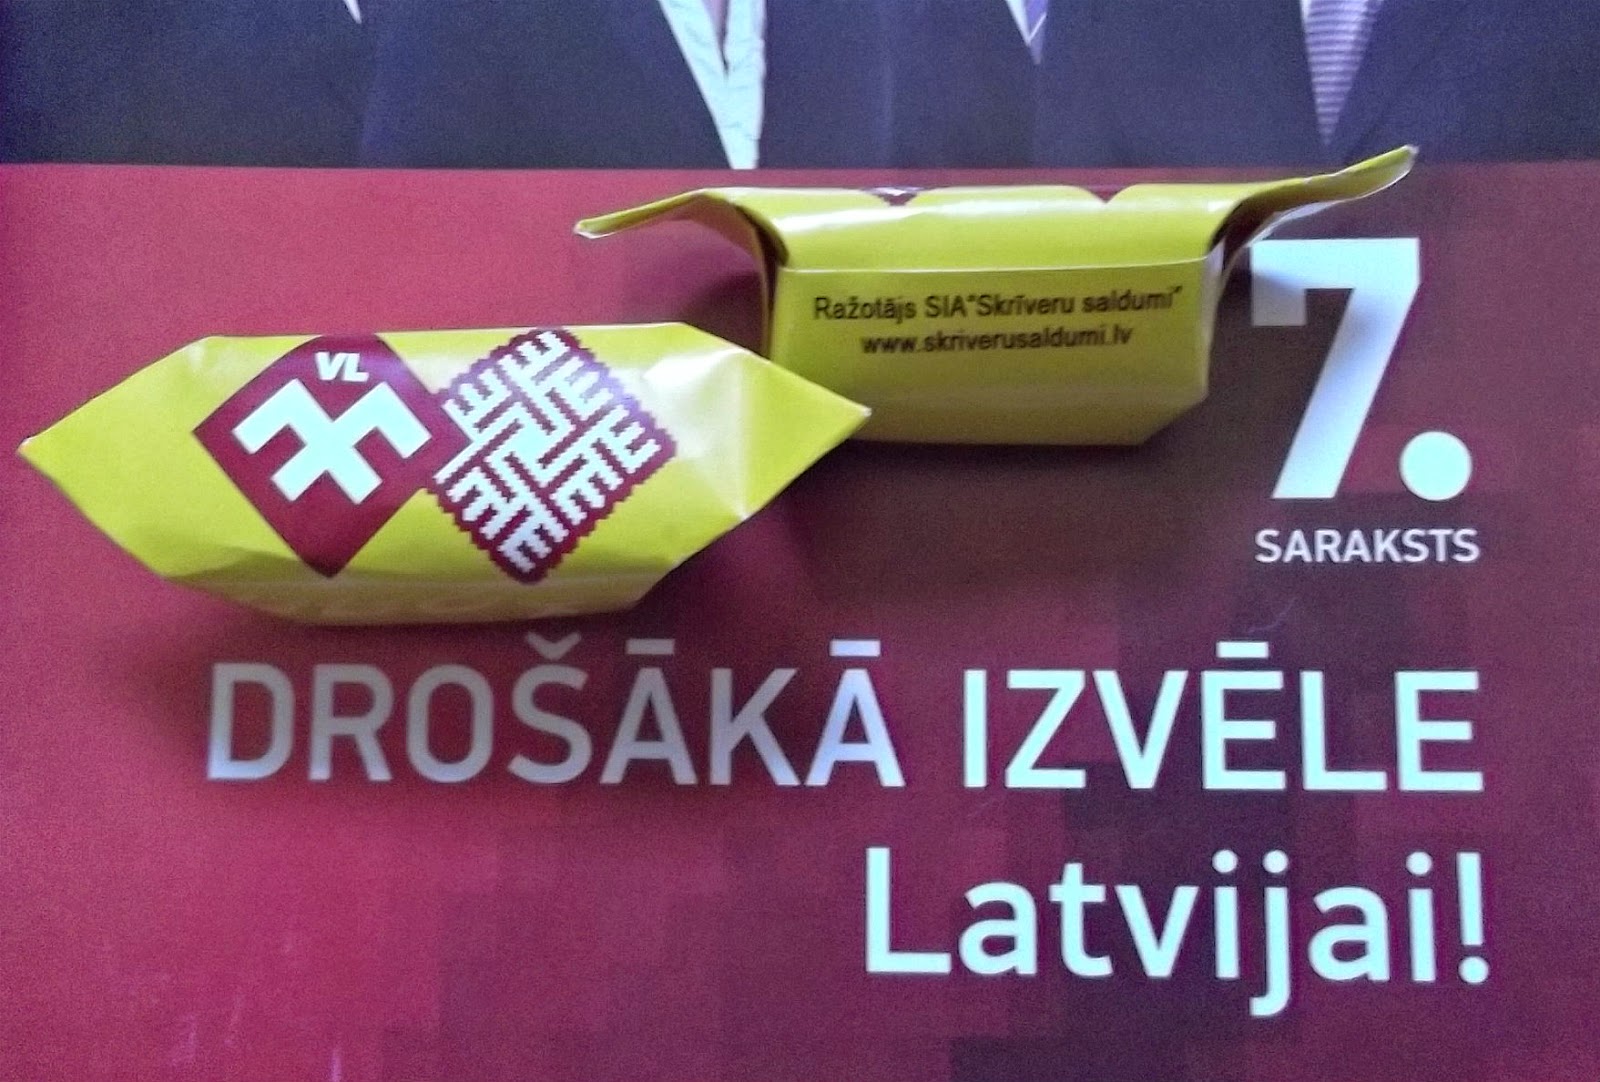 Ražotājs SIA"Skrīveru saldumi"
www.skriverusaldumi.lv
VL
7.
SARAKSTS
DROŠĀKĀ IZVĒLE
Latvijai!